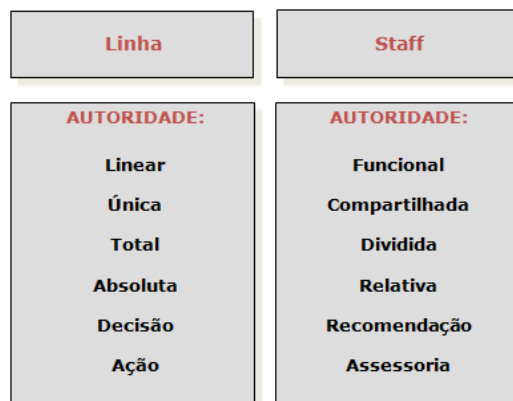 Linha
Staff
AUTORIDADE:
Linear
Única
Total
Absoluta
Decisão
Ação
AUTORIDADE:
Funcional
Compartilhada
Dividida
Relativa
Recomendação
Assessoria